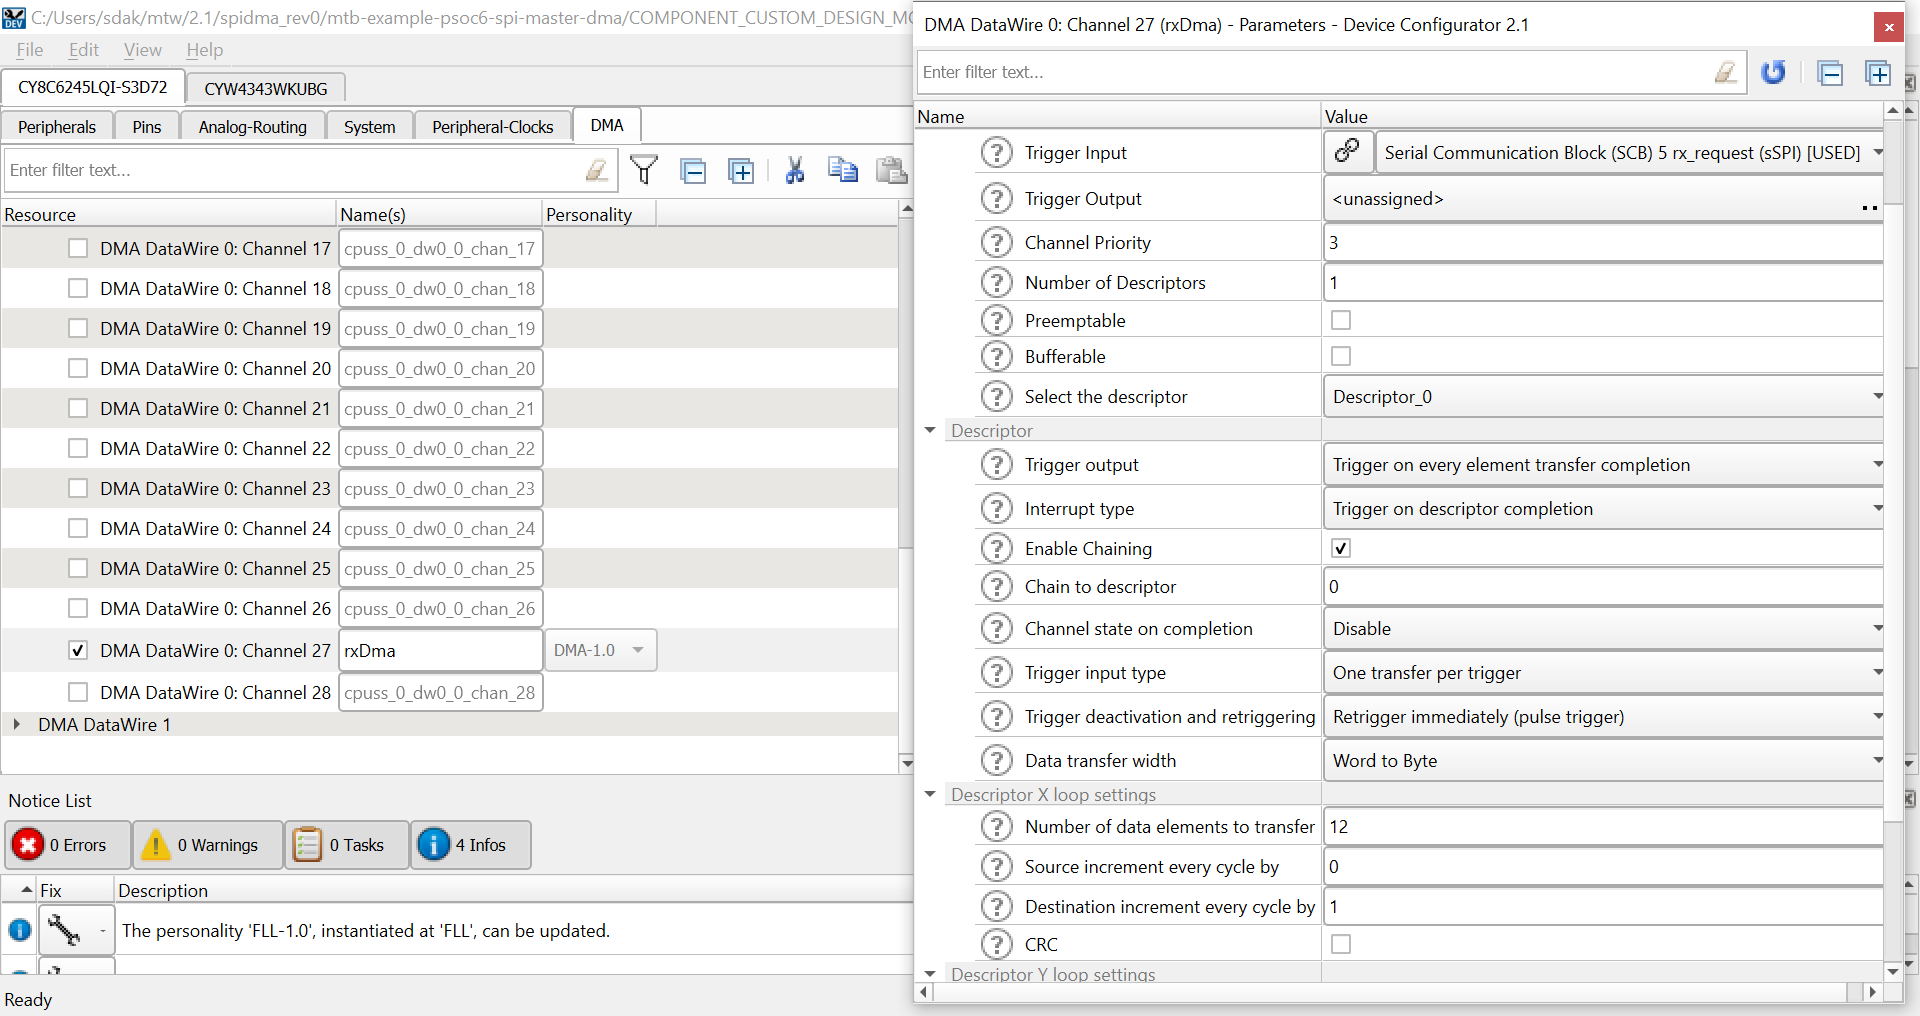 C:/Users/sdak/mtw/2.1/spidma_rev0/mtb-example-psoc6-spi-master-dma/COMPONENT_CUSTOM_DESIGN_MO
File Edit View Help
CY8C6245LQI-S3D72 CYW4343WKUBG
Peripherals Pins Analog-Routing System Peripheral-Clocks DMA
Enter filter text...
Resource Name(s) Personality
DMA DataWire 0: Channel 17 cpuss_0_dw0_0_chan_17
DMA DataWire 0: Channel 18 cpuss_0_dw0_0_chan_18
DMA DataWire 0: Channel 19 cpuss_0_dw0_0_chan_19
DMA DataWire 0: Channel 20 cpuss_0_dw0_0_chan_20
DMA DataWire 0: Channel 21 cpuss_0_dw0_0_chan_21
DMA DataWire 0: Channel 22 cpuss_0_dw0_0_chan_22
DMA DataWire 0: Channel 23 cpuss_0_dw0_0_chan_23
DMA DataWire 0: Channel 24 cpuss_0_dw0_0_chan_24
DMA DataWire 0: Channel 25 cpuss_0_dw0_0_chan_25
DMA DataWire 0: Channel 26 cpuss_0_dw0_0_chan_26
DMA DataWire 0: Channel 27 rxDma DMA-1.0
DMA DataWire 0: Channel 28 cpuss_0_dw0_0_chan_28
DMA DataWire 1
Notice List
0 Errors 0 Warnings 0 Tasks 4 Infos
Fix Description
The personality 'FLL-1.0', instantiated at 'FLL', can be updated.
Ready
DMA DataWire 0: Channel 27 (rxDma) - Parameters - Device Configurator 2.1
Enter filter text...
Name Value
Trigger Input Serial Communication Block (SCB) 5 rx_request (sSPI) [USED]
Trigger Output <unassigned> ..
Channel Priority 3
Number of Descriptors 1
Preemptable
Bufferable
Select the descriptor Descriptor_0
Descriptor
Trigger output Trigger on every element transfer completion
Interrupt type Trigger on descriptor completion
Enable Chaining
Chain to descriptor 0
Channel state on completion Disable
Trigger input type One transfer per trigger
Trigger deactivation and retriggering Retrigger immediately (pulse trigger)
Data transfer width Word to Byte
Descriptor X loop settings
Number of data elements to transfer 12
Source increment every cycle by 0
Destination increment every cycle by 1
CRC
Descriptor Y loop settings